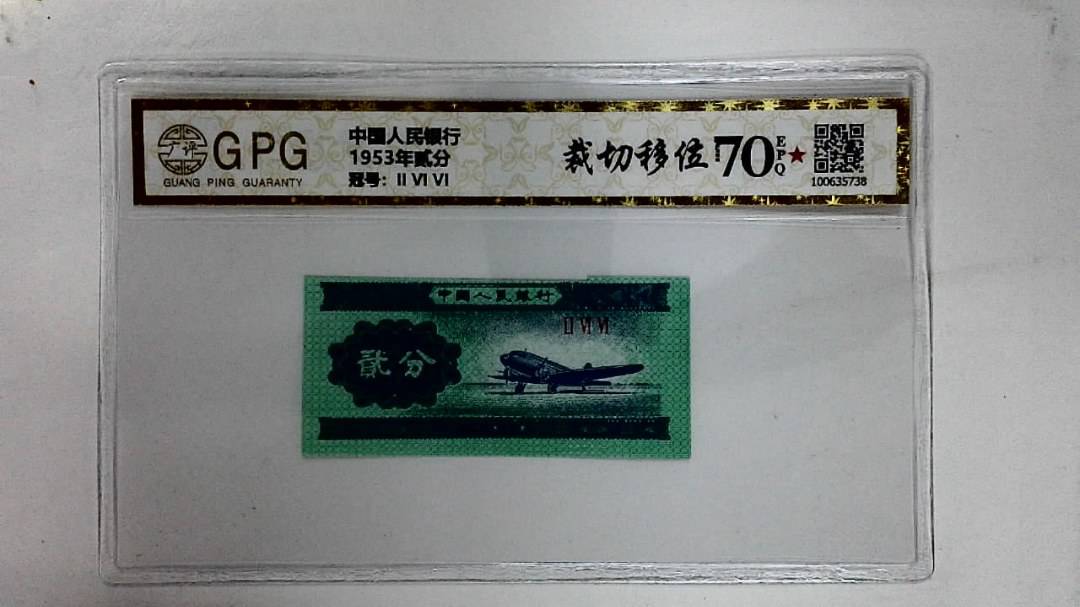 广评
GPG
GUANG PING GUARANTY
中国人民银行
1953年贰分
冠号: II VI VI
裁切移位
70
EPQ
★
100635738
中国人民银行
II VI VI
贰分